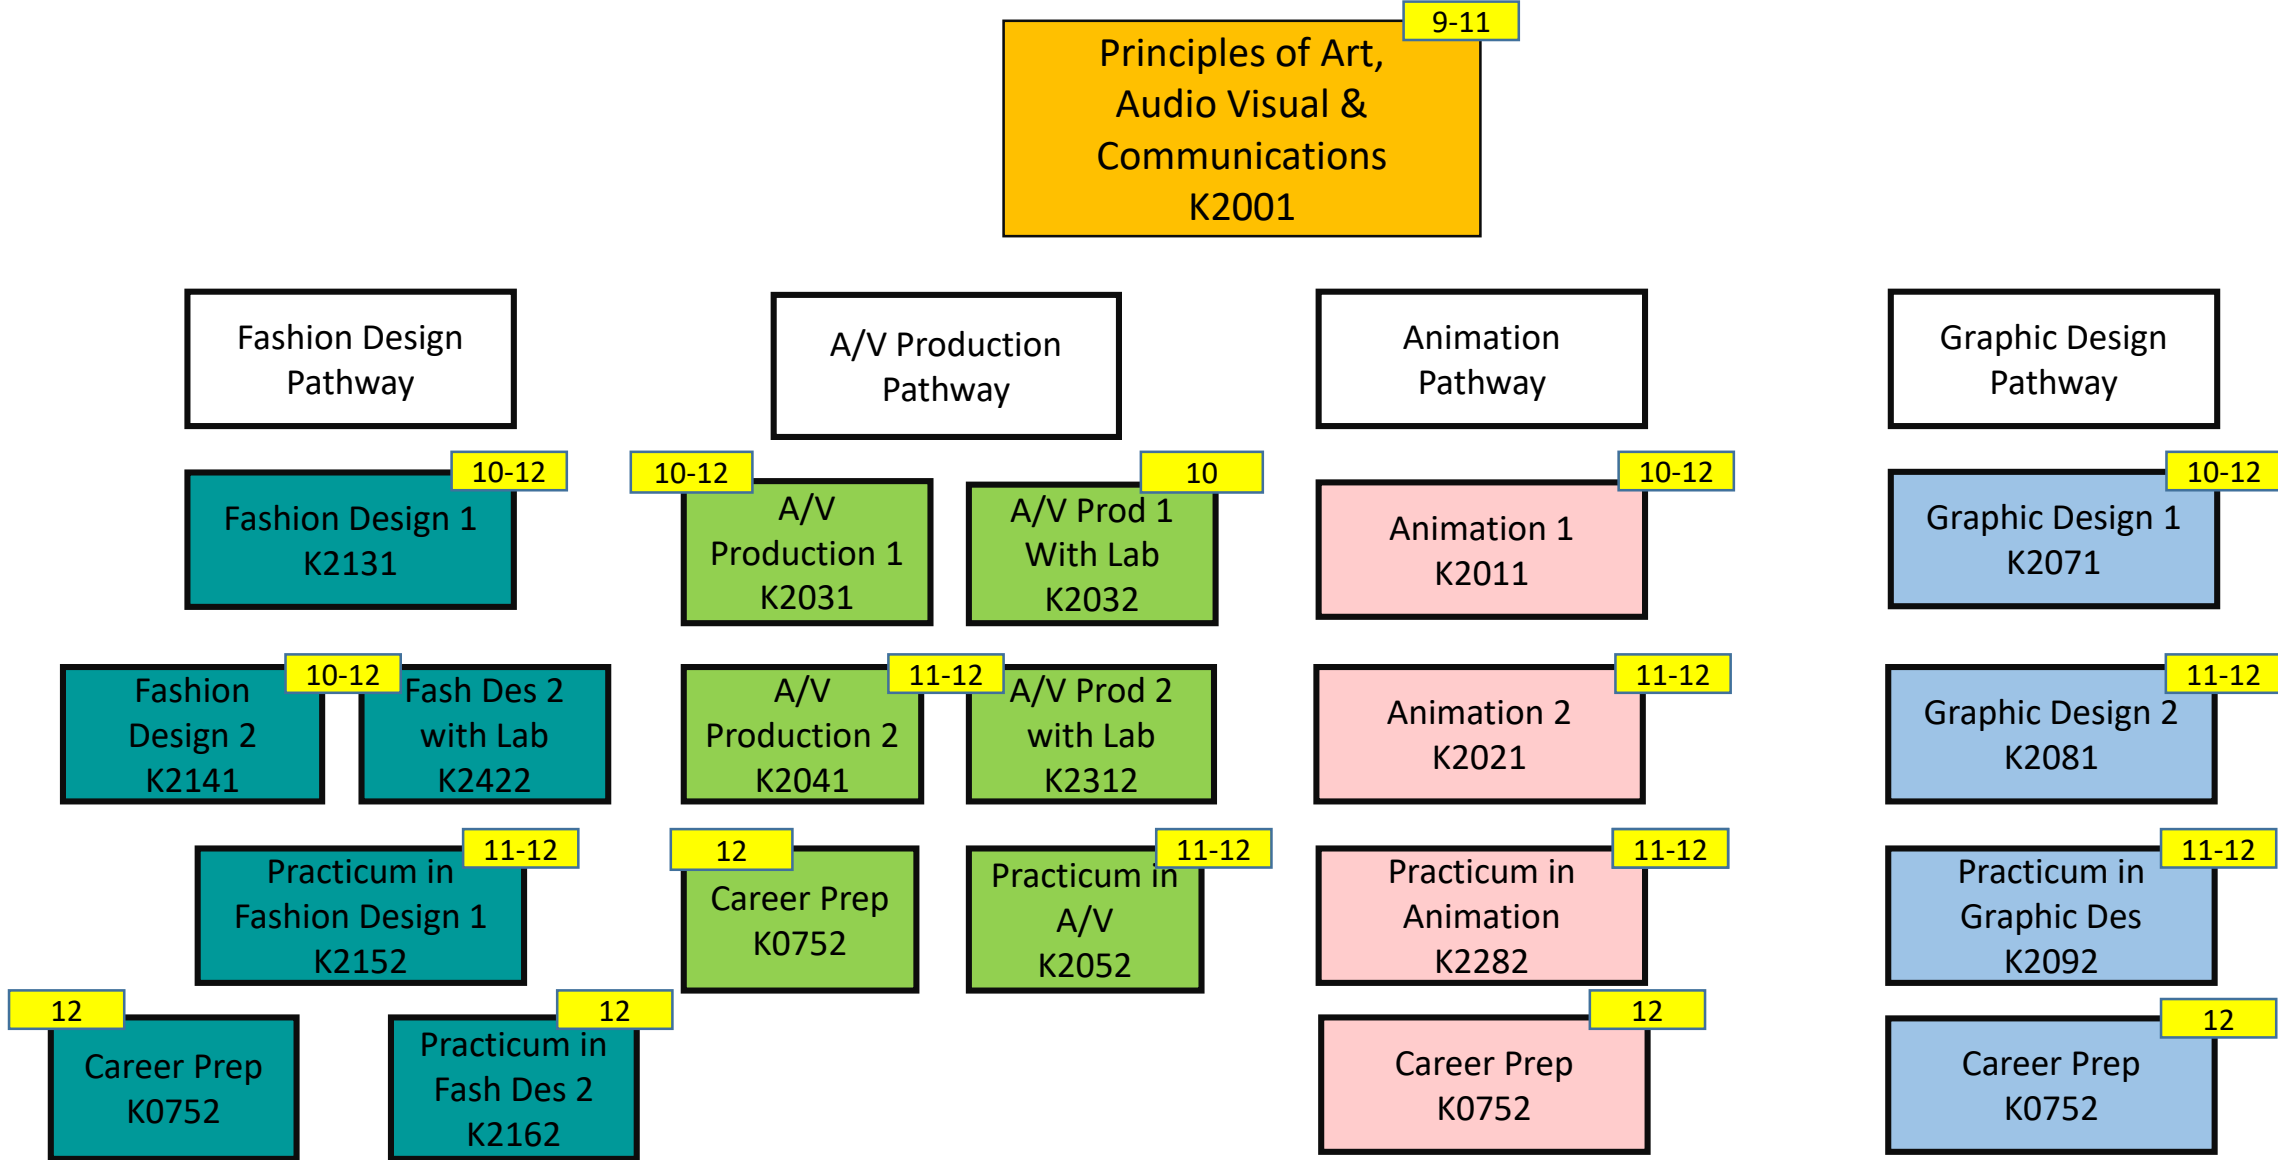 9-11
Principles of Art,
Audio Visual &
Communications
K2001
Fashion Design
Pathway
10-12
Fashion Design 1
K2131
10-12
Fashion
Design 2
K2141
Fash Des 2
with Lab
K2422
11-12
Practicum in
Fashion Design 1
K2152
12
Career Prep
K0752
12
Practicum in
Fash Des 2
K2162
A/V Production
Pathway
10-12
A/V
Production 1
K2031
10
A/V Prod 1
With Lab
K2032
11-12
A/V
Production 2
K2041
A/V Prod 2
with Lab
K2312
12
Career Prep
K0752
11-12
Practicum in
A/V
K2052
Animation
Pathway
10-12
Animation 1
K2011
11-12
Animation 2
K2021
11-12
Practicum in
Animation
K2282
12
Career Prep
K0752
Graphic Design
Pathway
10-12
Graphic Design 1
K2071
11-12
Graphic Design 2
K2081
11-12
Practicum in
Graphic Des
K2092
12
Career Prep
K0752